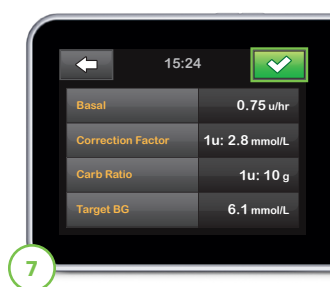 15:24
Basal 0.75 u/hr
Correction Factor 1u: 2.8 mmol/L
Carb Ratio 1u: 10 g
Target BG 6.1 mmol/L
7